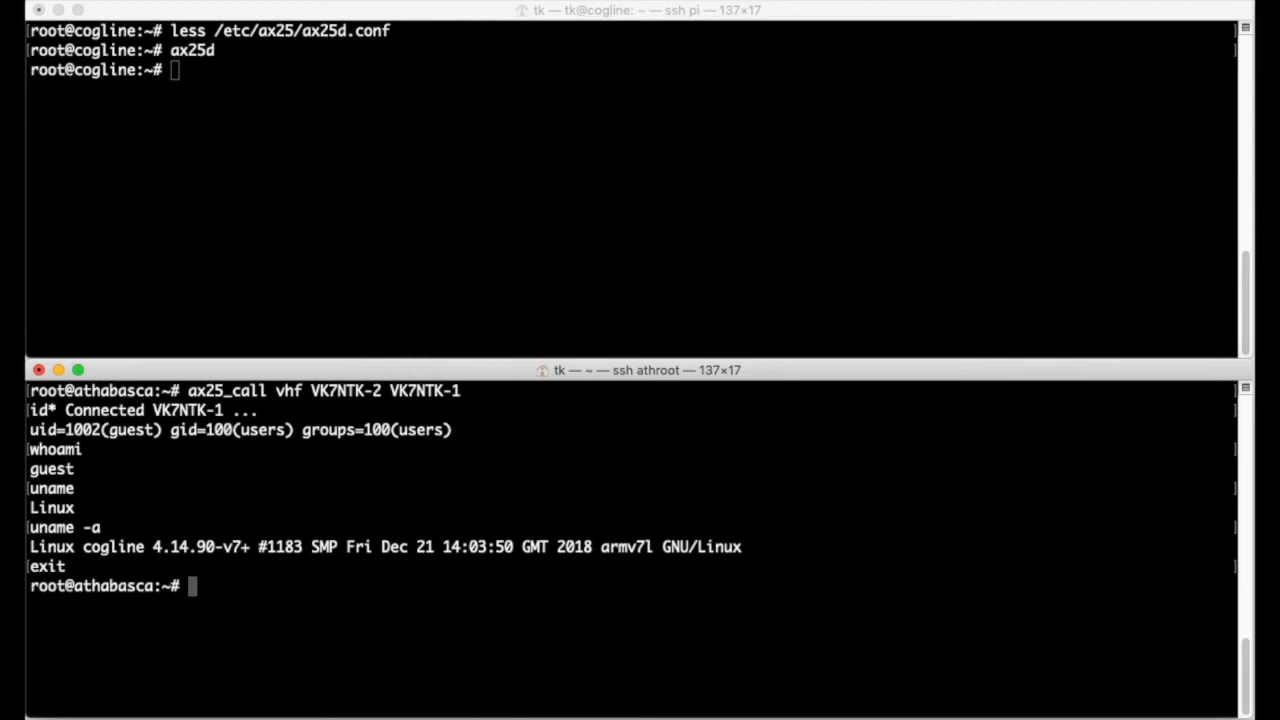 tk — tk@cogline: ~ — ssh pi — 137×17
[root@cogline:~# less /etc/ax25/ax25d.conf ]
[root@cogline:~# ax25d ]
root@cogline:~#
tk — ~ — ssh athroot — 137×17
[root@athabasca:~# ax25_call vhf VK7NTK-2 VK7NTK-1 ]
[id* Connected VK7NTK-1 ... ]
uid=1002(guest) gid=100(users) groups=100(users)
[whoami ]
guest
[uname ]
Linux
[uname -a ]
Linux cogline 4.14.90-v7+ #1183 SMP Fri Dec 21 14:03:50 GMT 2018 armv7l GNU/Linux
[exit ]
root@athabasca:~#